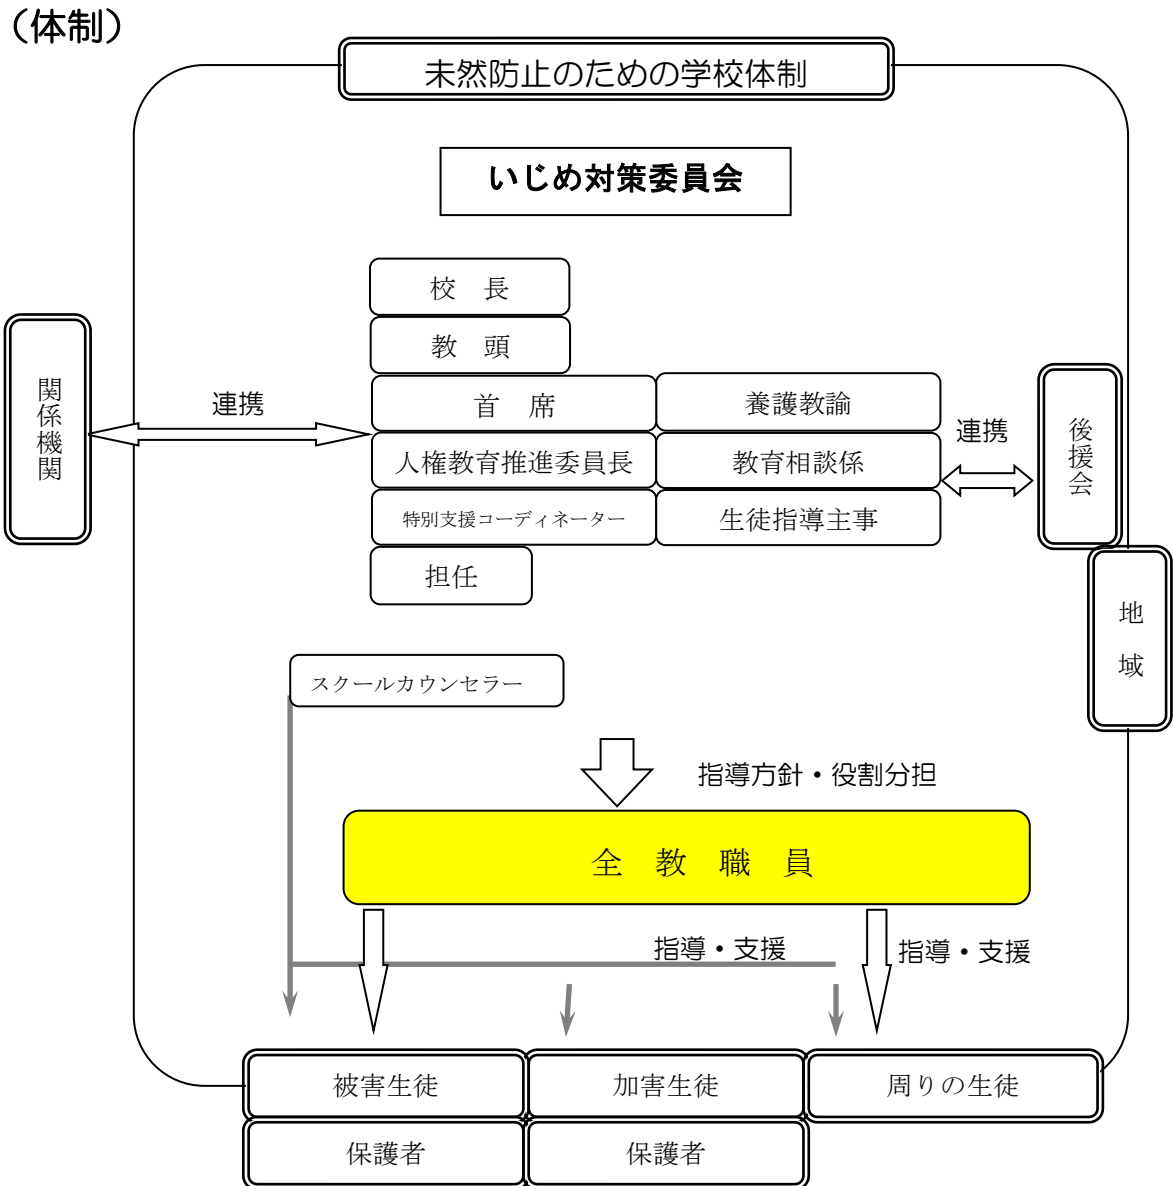 （体制）
未然防止のための学校体制
いじめ対策委員会
校　長
教　頭
首　席
養護教諭
人権教育推進委員長
教育相談係
特別支援コーディネーター
生徒指導主事
担任
関係機関
連携
連携
後援会
地　域
スクールカウンセラー
指導方針・役割分担
全　教　職　員
指導・支援
指導・支援
被害生徒
加害生徒
周りの生徒
保護者
保護者